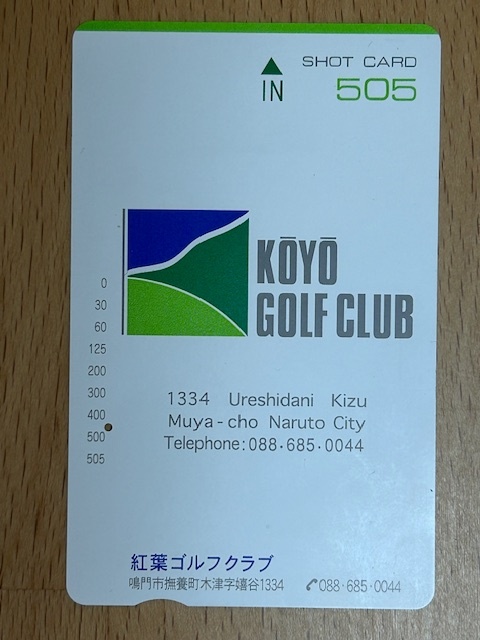 SHOT CARD
IN
505
KŌYŌ
GOLF CLUB
0
30
60
125
200
300
400
500
505
1334 Ureshidani Kizu
Muya-cho Naruto City
Telephone:088·685·0044
紅葉ゴルフクラブ
鳴門市撫養町木津字嬉谷1334 088·685·0044